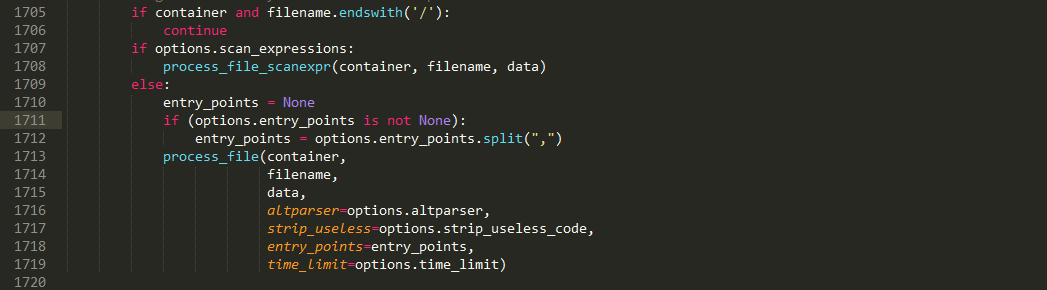 1705 if container and filename.endswith('/'):
1706 continue
1707 if options.scan_expressions:
1708 process_file_scanexpr(container, filename, data)
1709 else:
1710 entry_points = None
1711 if (options.entry_points is not None):
1712 entry_points = options.entry_points.split(",")
1713 process_file(container,
1714 filename,
1715 data,
1716 altparser=options.altparser,
1717 strip_useless=options.strip_useless_code,
1718 entry_points=entry_points,
1719 time_limit=options.time_limit)
1720